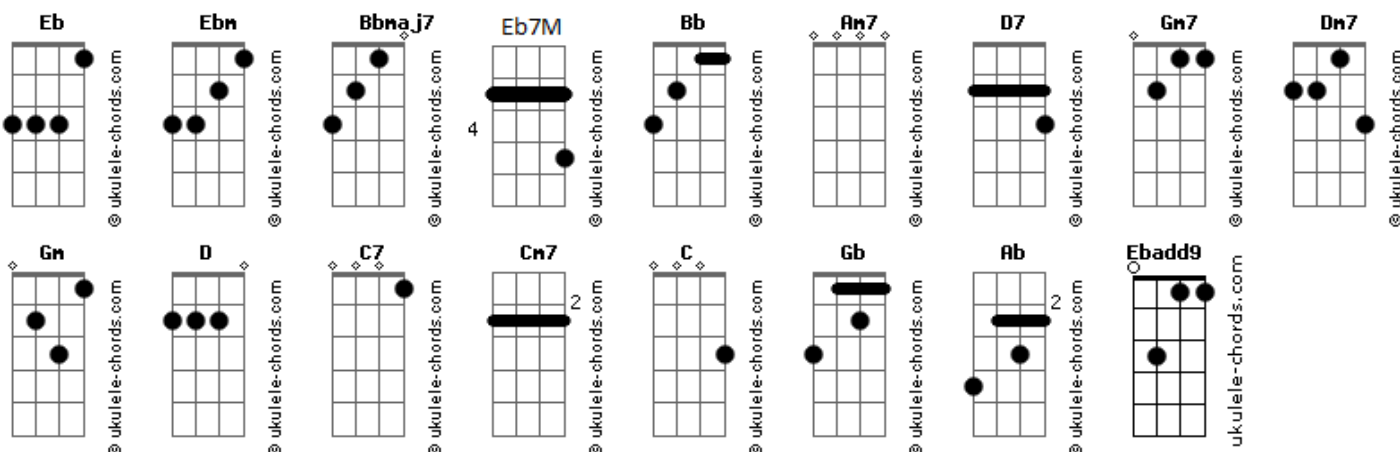 Eb Ebm Bbmaj7 Eb7M Bb Am7 D7 Gm7 Dm7
4
© ukulele-chords.com © ukulele-chords.com © ukulele-chords.com © ukulele-chords.com © ukulele-chords.com © ukulele-chords.com © ukulele-chords.com © ukulele-chords.com © ukulele-chords.com
Gm D C7 Cm7 C Gb Ab Ebadd9
2 2
© ukulele-chords.com © ukulele-chords.com © ukulele-chords.com © ukulele-chords.com © ukulele-chords.com © ukulele-chords.com © ukulele-chords.com ukulele-chords.com